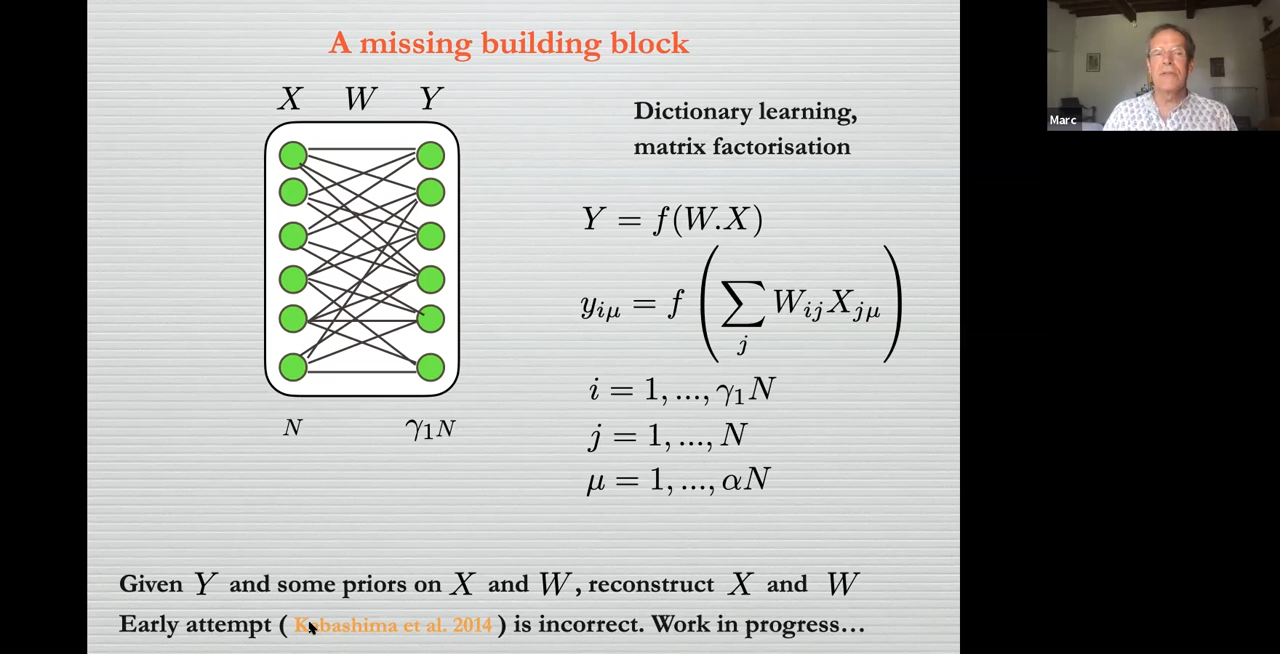 A missing building block
X W Y
Dictionary learning,
matrix factorisation
Y = f(W.X)
y_{iμ} = f ( ∑_j W_{ij} X_{jμ} )
i = 1, ..., γ₁N
j = 1, ..., N
μ = 1, ..., αN
N γ₁N
Given Y and some priors on X and W, reconstruct X and W
Early attempt ( Kabashima et al. 2014 ) is incorrect. Work in progress…
Marc